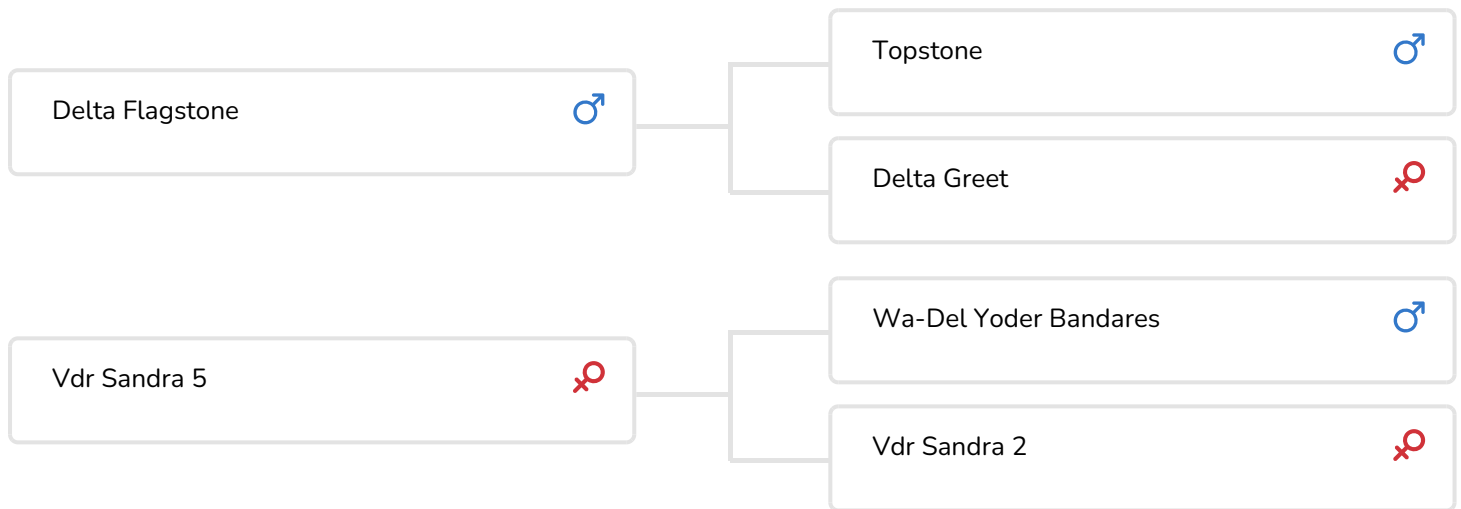 Delta Flagstone
Topstone
Delta Greet
Vdr Sandra 5
Wa-Del Yoder Bandares
Vdr Sandra 2